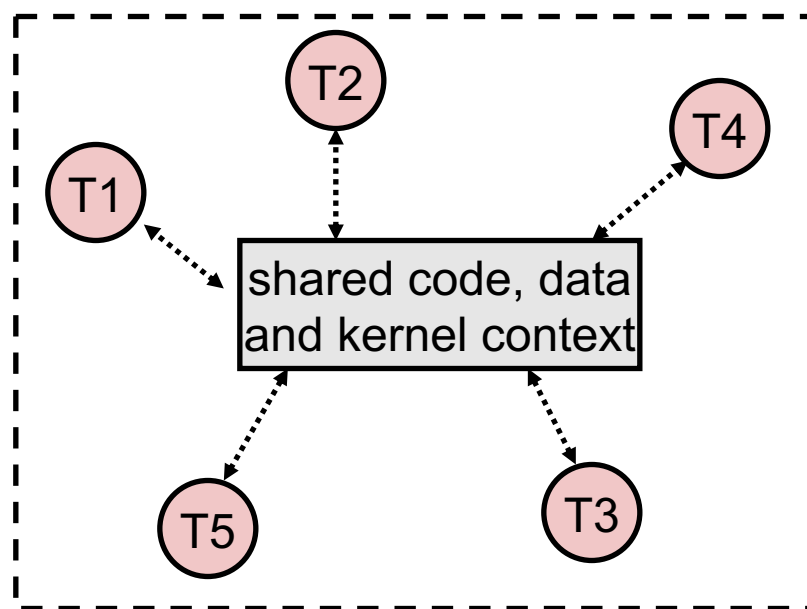 T2
T4
T1
shared code, data
and kernel context
T5
T3